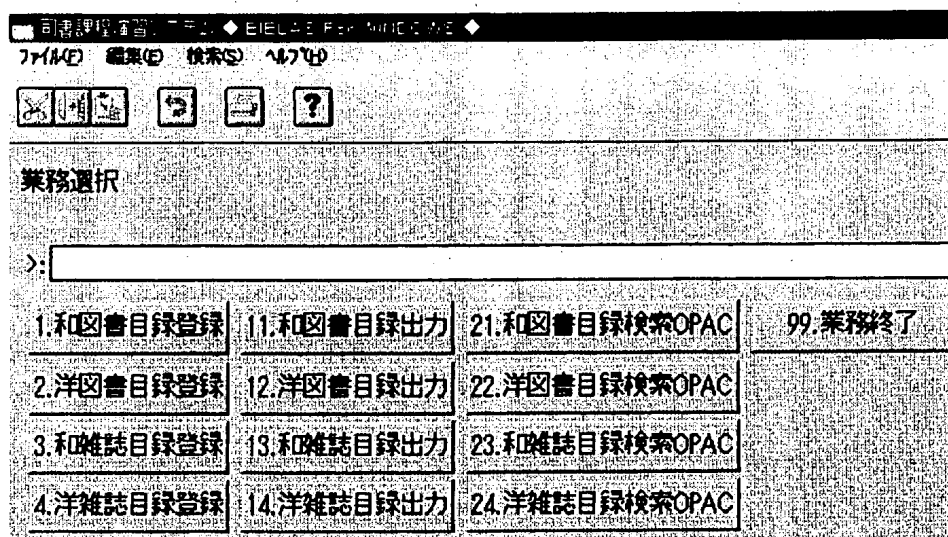 司書課程演習システム ◆ BIBLAS For WINDOWS ◆
ファイル(F) 編集(E) 検索(S) ヘルプ(H)
?
業務選択
>:
1.和図書目録登録 11.和図書目録出力 21.和図書目録検索OPAC 99.業務終了
2.洋図書目録登録 12.洋図書目録出力 22.洋図書目録検索OPAC
3.和雑誌目録登録 13.和雑誌目録出力 23.和雑誌目録検索OPAC
4.洋雑誌目録登録 14.洋雑誌目録出力 24.洋雑誌目録検索OPAC